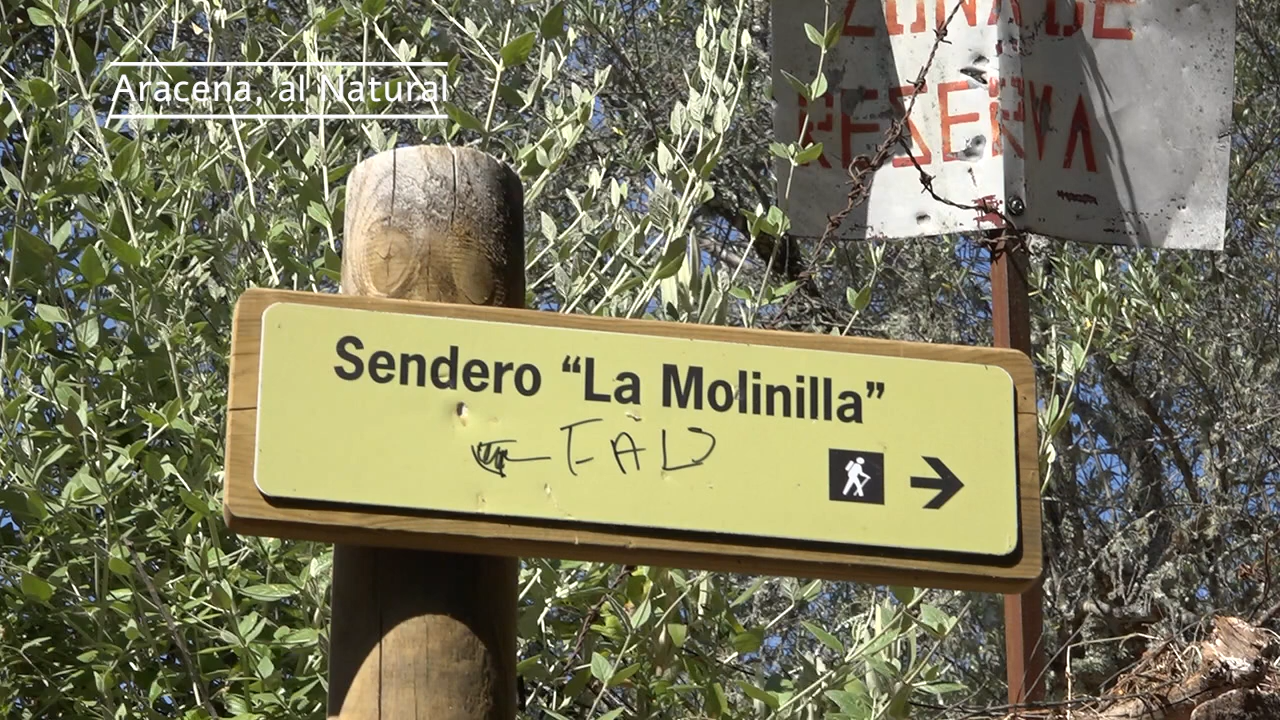 Aracena, al Natural
ZONA DE
RESERVA
Sendero “La Molinilla”